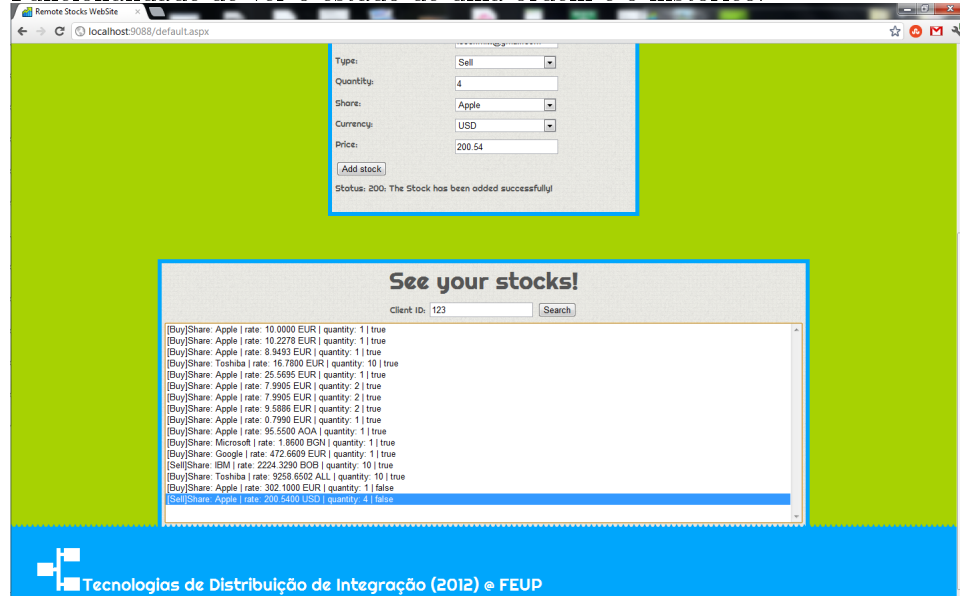 Remote Stocks WebSite
localhost:9088/default.aspx
Type: Sell
Quantity: 4
Share: Apple
Currency: USD
Price: 200.54
Add stock
Status: 200: The Stock has been added successfuly!
See your stocks!
Client ID: 123 Search
[Buy]Share: Apple | rate: 10.0000 EUR | quantity: 1 | true
[Buy]Share: Apple | rate: 10.2278 EUR | quantity: 1 | true
[Buy]Share: Apple | rate: 8.9493 EUR | quantity: 1 | true
[Buy]Share: Toshiba | rate: 16.7800 EUR | quantity: 10 | true
[Buy]Share: Apple | rate: 25.5695 EUR | quantity: 1 | true
[Buy]Share: Apple | rate: 7.9905 EUR | quantity: 2 | true
[Buy]Share: Apple | rate: 7.9905 EUR | quantity: 2 | true
[Buy]Share: Apple | rate: 9.5886 EUR | quantity: 2 | true
[Buy]Share: Apple | rate: 0.7990 EUR | quantity: 1 | true
[Buy]Share: Apple | rate: 95.5500 AOA | quantity: 1 | true
[Buy]Share: Microsoft | rate: 1.8600 BGN | quantity: 1 | true
[Buy]Share: Google | rate: 472.6609 EUR | quantity: 1 | true
[Sell]Share: IBM | rate: 2224.3290 BOB | quantity: 10 | true
[Buy]Share: Toshiba | rate: 9258.6502 ALL | quantity: 10 | true
[Buy]Share: Apple | rate: 302.1000 EUR | quantity: 1 | false
[Sell]Share: Apple | rate: 200.5400 USD | quantity: 4 | false
Tecnologias de Distribuição de Integração (2012) @ FEUP